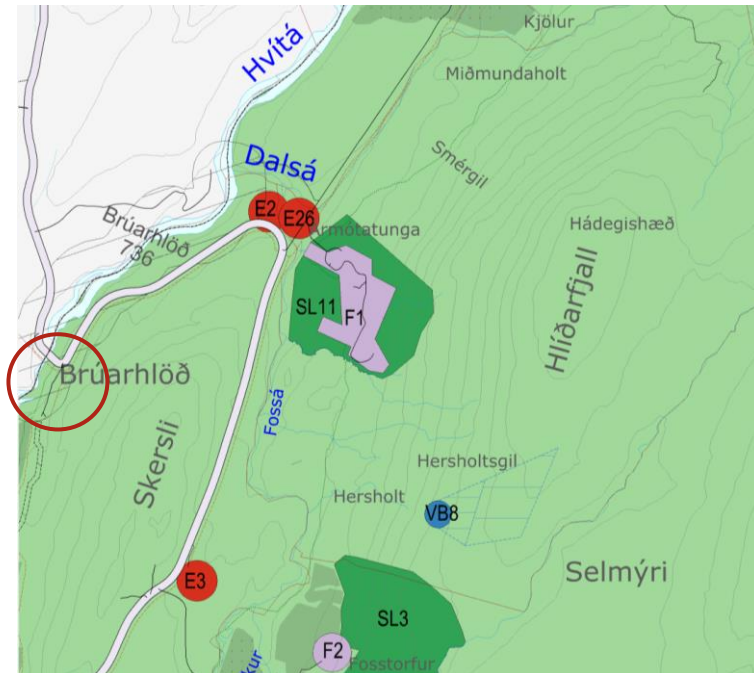 Kjölur
Hvítá
Miðmundaholt
Dalsá
Smérgil
E2
E26
Ármótatunga
Hádegishæð
Brúarhlöð
736
SL11
F1
Hlíðarfjall
Brúarhlöð
Fossá
Skersli
Hersholtsgil
Hersholt
VB8
E3
Selmýri
SL3
F2
Fosstorfur
kur